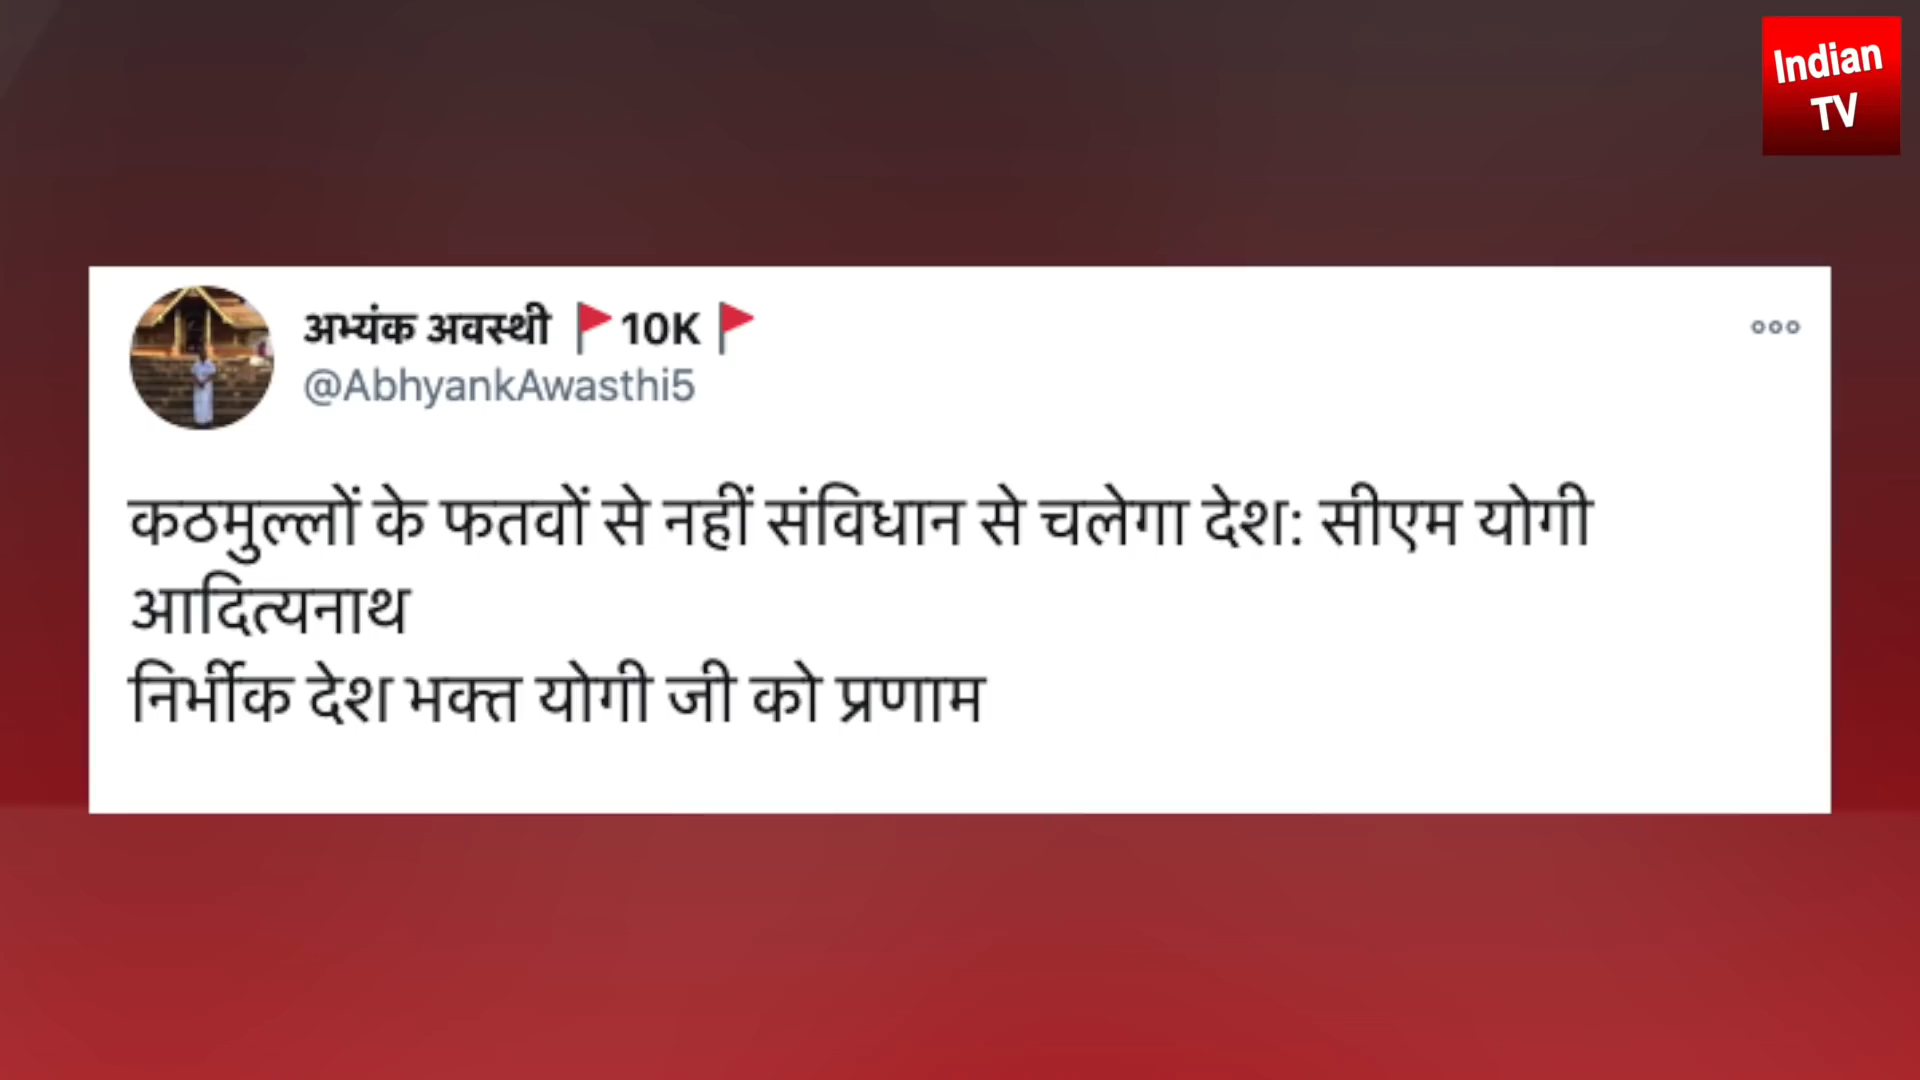 Indian
TV
अभ्यंक अवस्थी 🚩10K🚩
@AbhyankAwasthi5
कठमुल्लों के फतवों से नहीं संविधान से चलेगा देश: सीएम योगी
आदित्यनाथ
निर्भीक देश भक्त योगी जी को प्रणाम